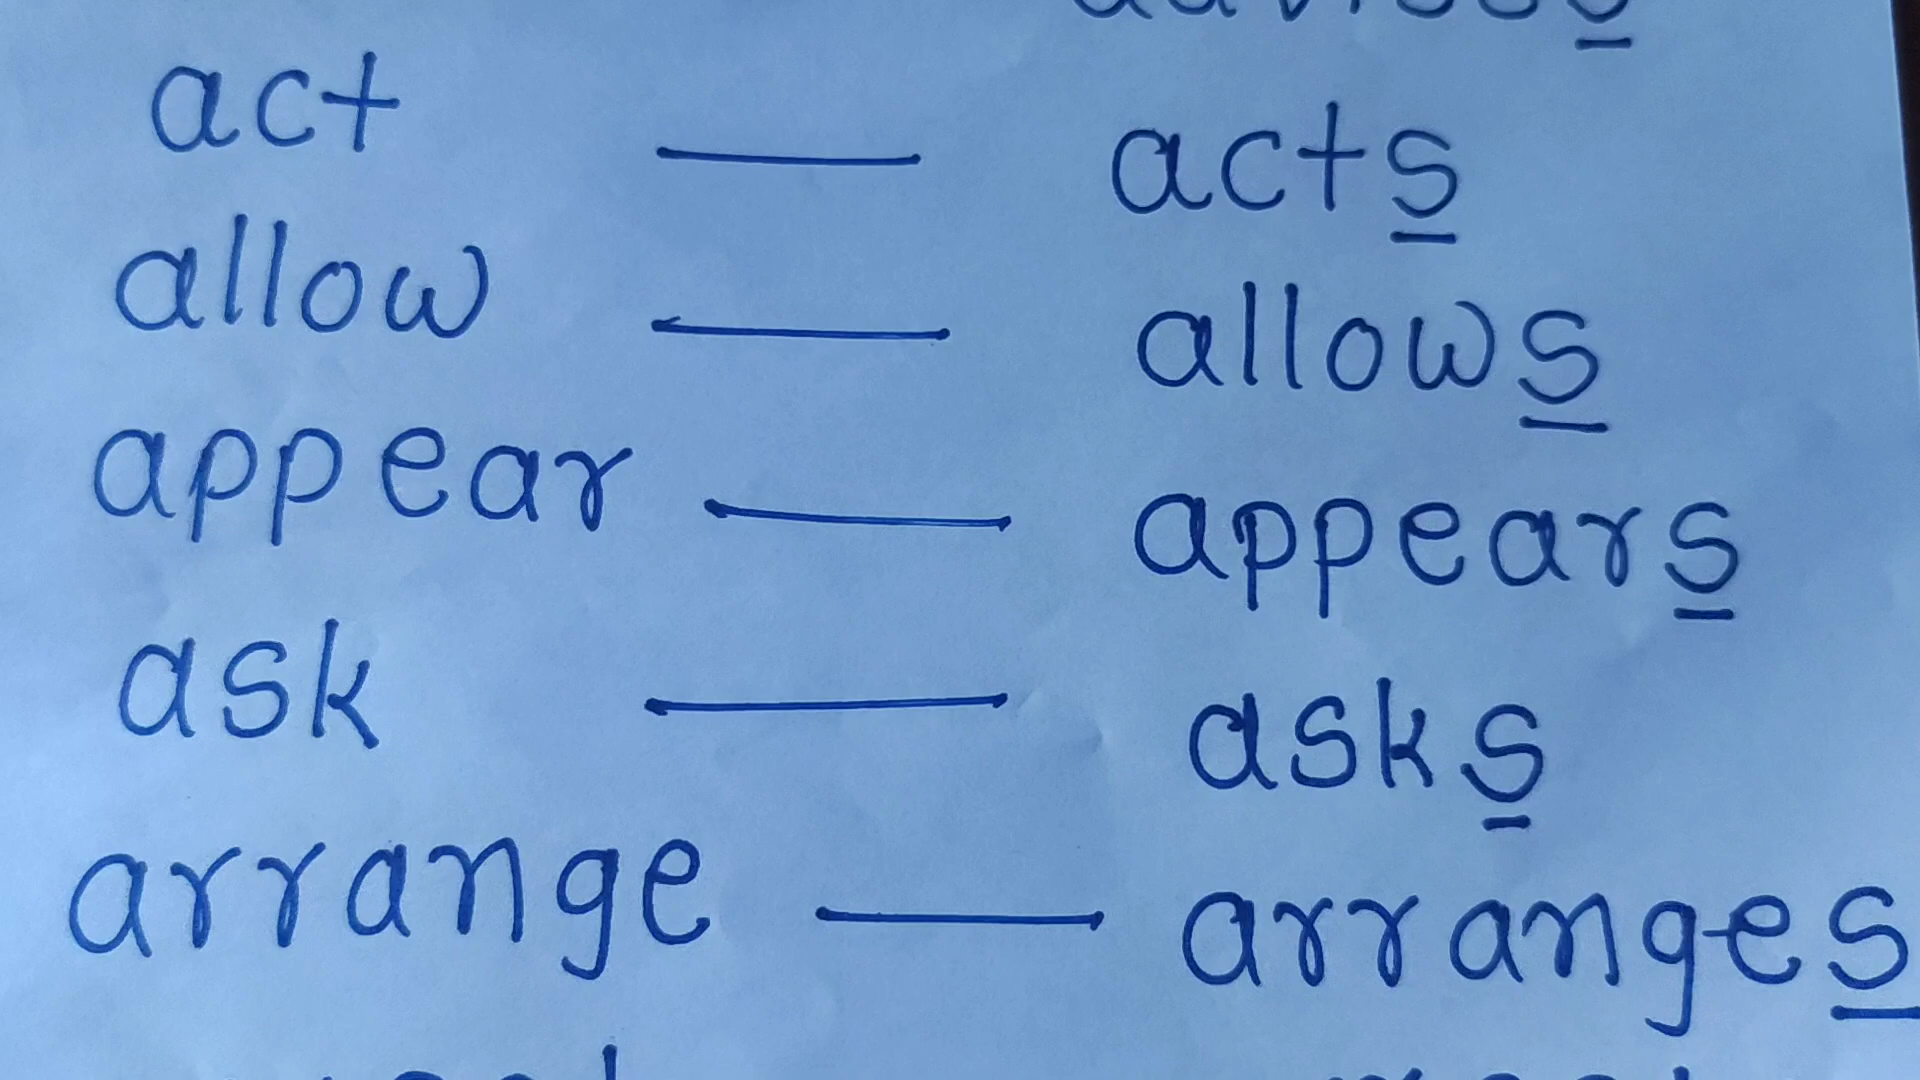 act — acts
allow — allows
appear — appears
ask — asks
arrange — arranges